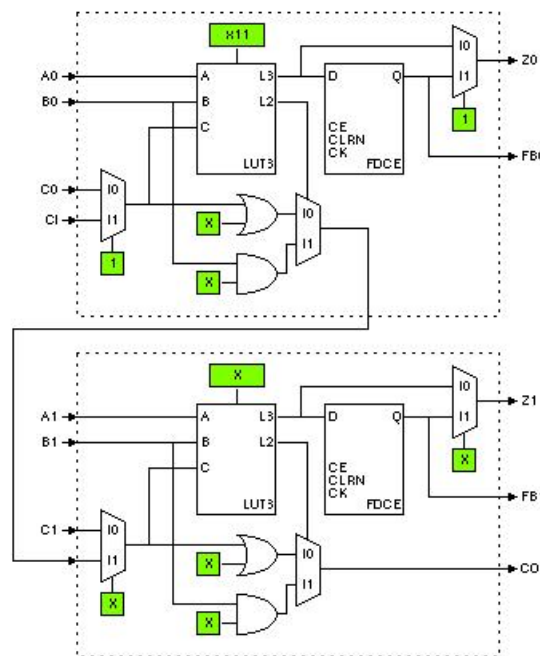 x11
I0
Z0
A0
A
L3
D
Q
I1
B0
B
L2
C
CE
CLRN
CK
1
LUT3
FDCE
FB0
C0
I0
CI
I1
X
I0
I1
1
X
X
I0
Z1
A1
A
L3
D
Q
I1
B1
B
L2
C
CE
CLRN
CK
X
LUT3
FDCE
FB
C1
I0
I1
X
I0
I1
CO
X
X